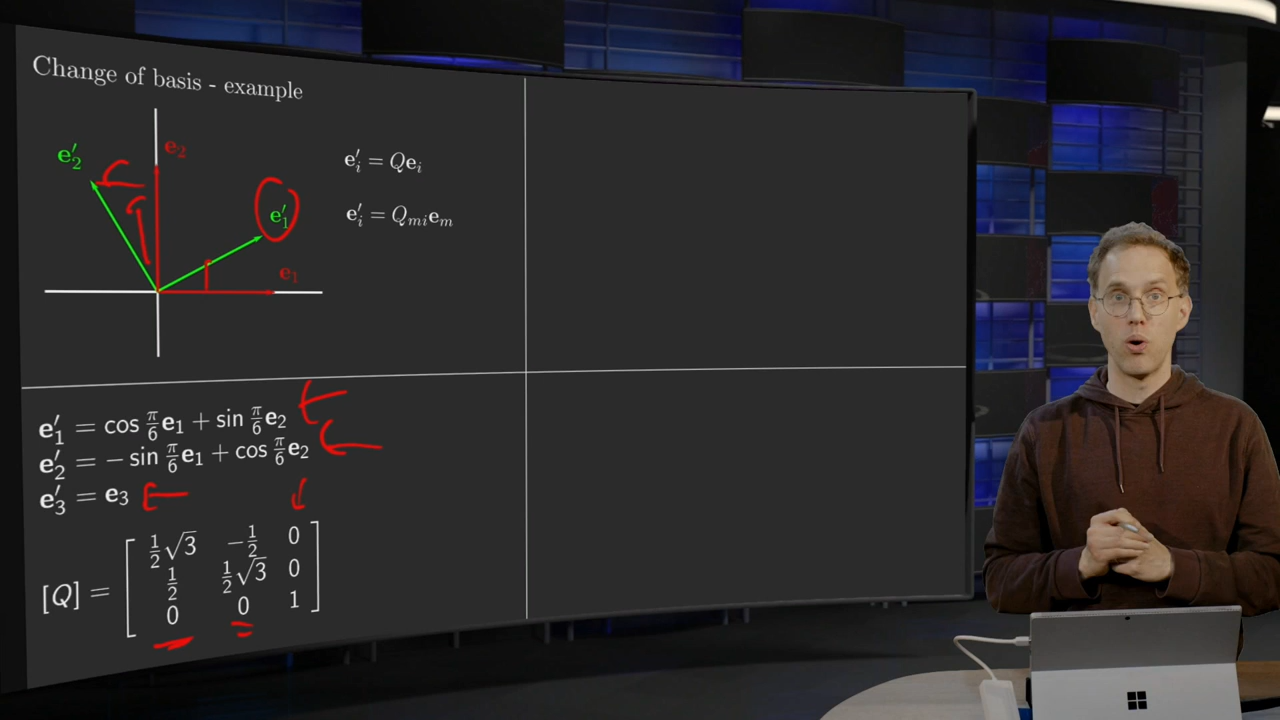 Change of basis - example
e′₂
e₂
e′₁
e₁
e′ᵢ = Qeᵢ
e′ᵢ = Qₘᵢeₘ
e′₁ = cos π/6 e₁ + sin π/6 e₂
e′₂ = − sin π/6 e₁ + cos π/6 e₂
e′₃ = e₃
[Q] = [ ½√3 −½ 0
½ ½√3 0
0 0 1 ]